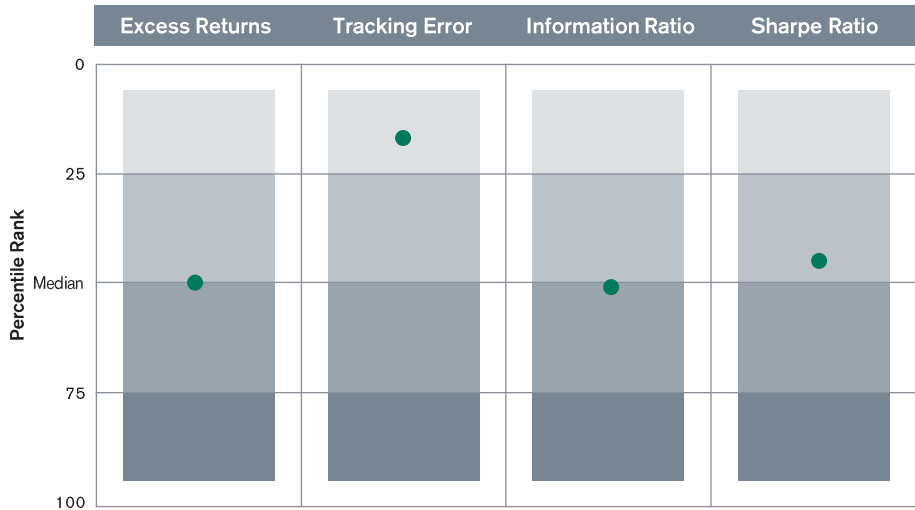 Excess Returns
Tracking Error
Information Ratio
Sharpe Ratio
0
25
Median
75
100
Percentile Rank